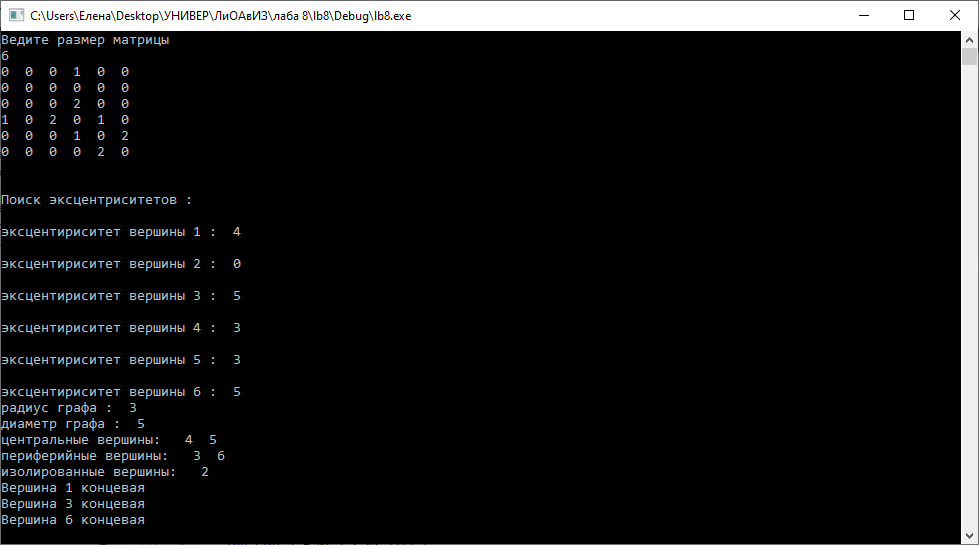 C:\Users\Елена\Desktop\УНИВЕР\ЛиОАвИЗ\лаба 8\lb8\Debug\lb8.exe
Ведите размер матрицы
6
0 0 0 1 0 0
0 0 0 0 0 0
0 0 0 2 0 0
1 0 2 0 1 0
0 0 0 1 0 2
0 0 0 0 2 0
Поиск эксцентриситетов :
эксцентириситет вершины 1 : 4
эксцентириситет вершины 2 : 0
эксцентириситет вершины 3 : 5
эксцентириситет вершины 4 : 3
эксцентириситет вершины 5 : 3
эксцентириситет вершины 6 : 5
радиус графа : 3
диаметр графа : 5
центральные вершины: 4 5
периферийные вершины: 3 6
изолированные вершины: 2
Вершина 1 концевая
Вершина 3 концевая
Вершина 6 концевая